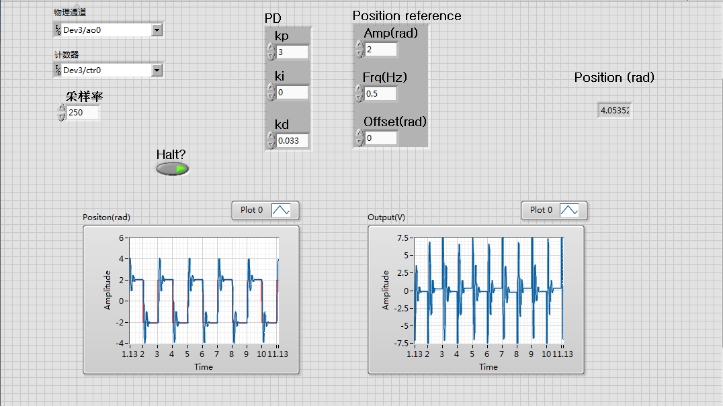 物理通道
Dev3/ao0
计数器
Dev3/ctr0
采样率
250
PD
kp
3
ki
0
kd
0.033
Position reference
Amp(rad)
2
Frq(Hz)
0.5
Offset(rad)
0
Position (rad)
4.05352
Halt?
Plot 0
Positon(rad)
Amplitude
6
4
2
0
-2
-4
1.13 2 3 4 5 6 7 8 9 10 11.13
Time
Plot 0
Output(V)
Amplitude
7.5
5
2.5
0
-2.5
-5
-7.5
1.13 2 3 4 5 6 7 8 9 10 11.13
Time